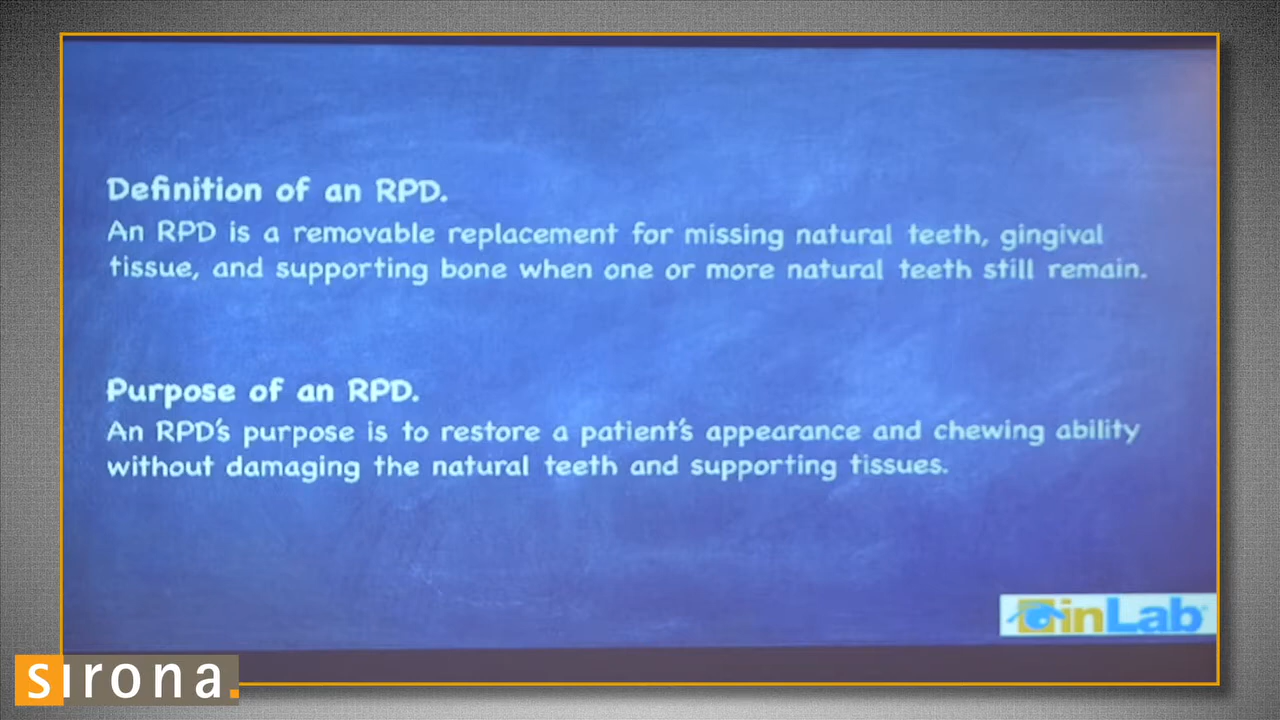 Definition of an RPD.
An RPD is a removable replacement for missing natural teeth, gingival
tissue, and supporting bone when one or more natural teeth still remain.
Purpose of an RPD.
An RPD's purpose is to restore a patient's appearance and chewing ability
without damaging the natural teeth and supporting tissues.
inLab
sirona.